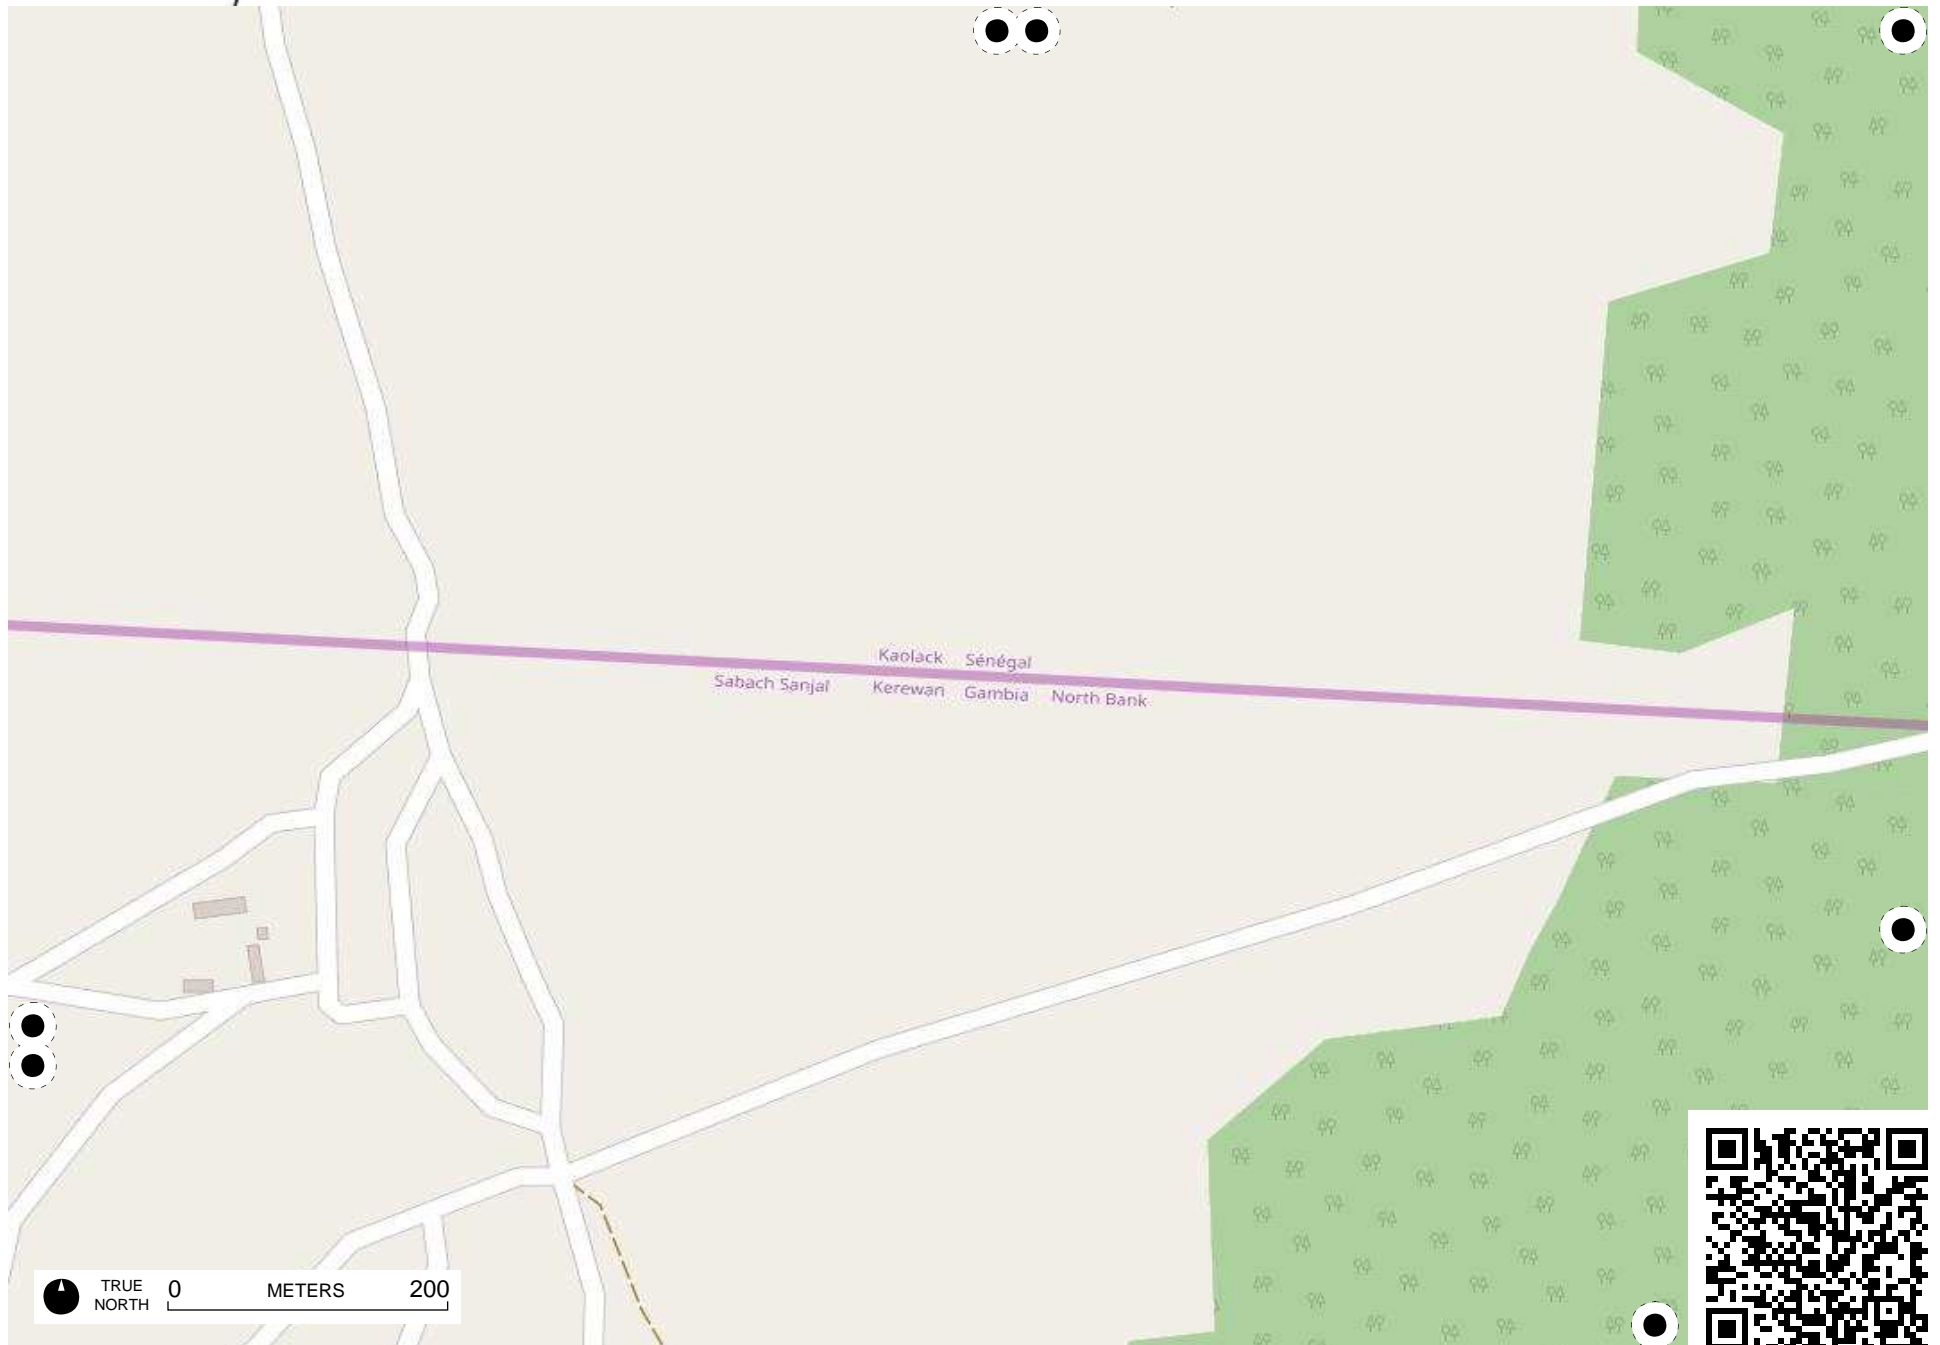 Kaolack Sénégal
Sabach Sanjal Kerewan Gambia North Bank
TRUE NORTH
0 METERS 200